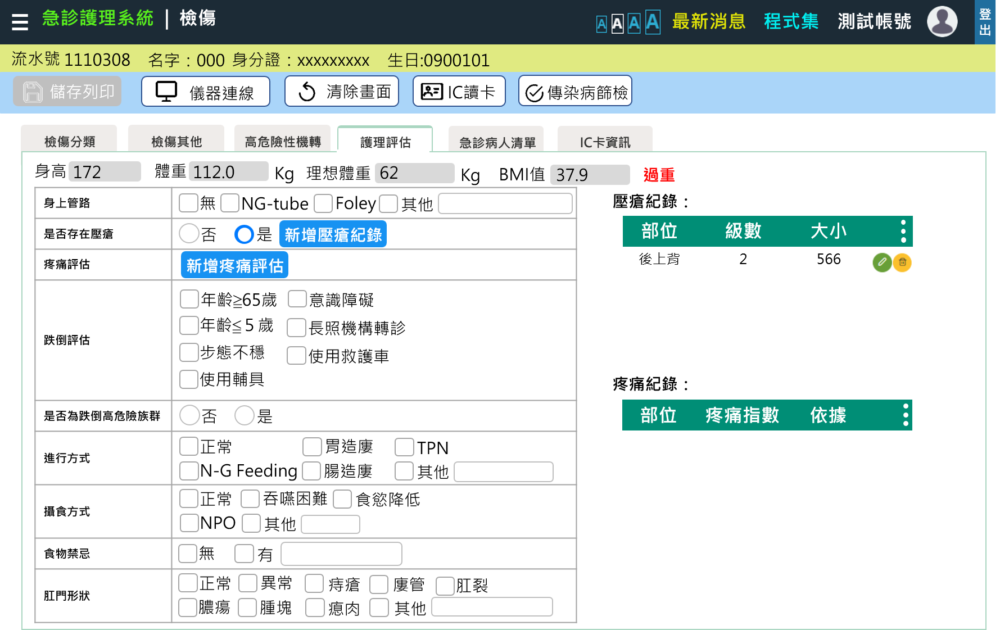 急診護理系統 | 檢傷 A A A A 最新消息 程式集 測試帳號 登出
流水號 1110308 名字：000 身分證：xxxxxxxxx 生日:0900101
儲存列印 儀器連線 清除畫面 IC讀卡 傳染病篩檢
檢傷分類 檢傷其他 高危險性機轉 護理評估 急診病人清單 IC卡資訊
身高 172 體重 112.0 Kg 理想體重 62 Kg BMI值 37.9 過重
身上管路 無 NG-tube Foley 其他
是否存在壓瘡 否 是 新增壓瘡紀錄
疼痛評估 新增疼痛評估
跌倒評估
年齡≧65歲 意識障礙
年齡≦5歲 長照機構轉診
步態不穩 使用救護車
使用輔具
是否為跌倒高危險族群 否 是
進行方式
正常 胃造廔 TPN
N-G Feeding 腸造廔 其他
攝食方式
正常 吞嚥困難 食慾降低
NPO 其他
食物禁忌 無 有
肛門形狀
正常 異常 痔瘡 廔管 肛裂
膿瘍 腫塊 瘜肉 其他
壓瘡紀錄：
部位 級數 大小
後上背 2 566
疼痛紀錄：
部位 疼痛指數 依據